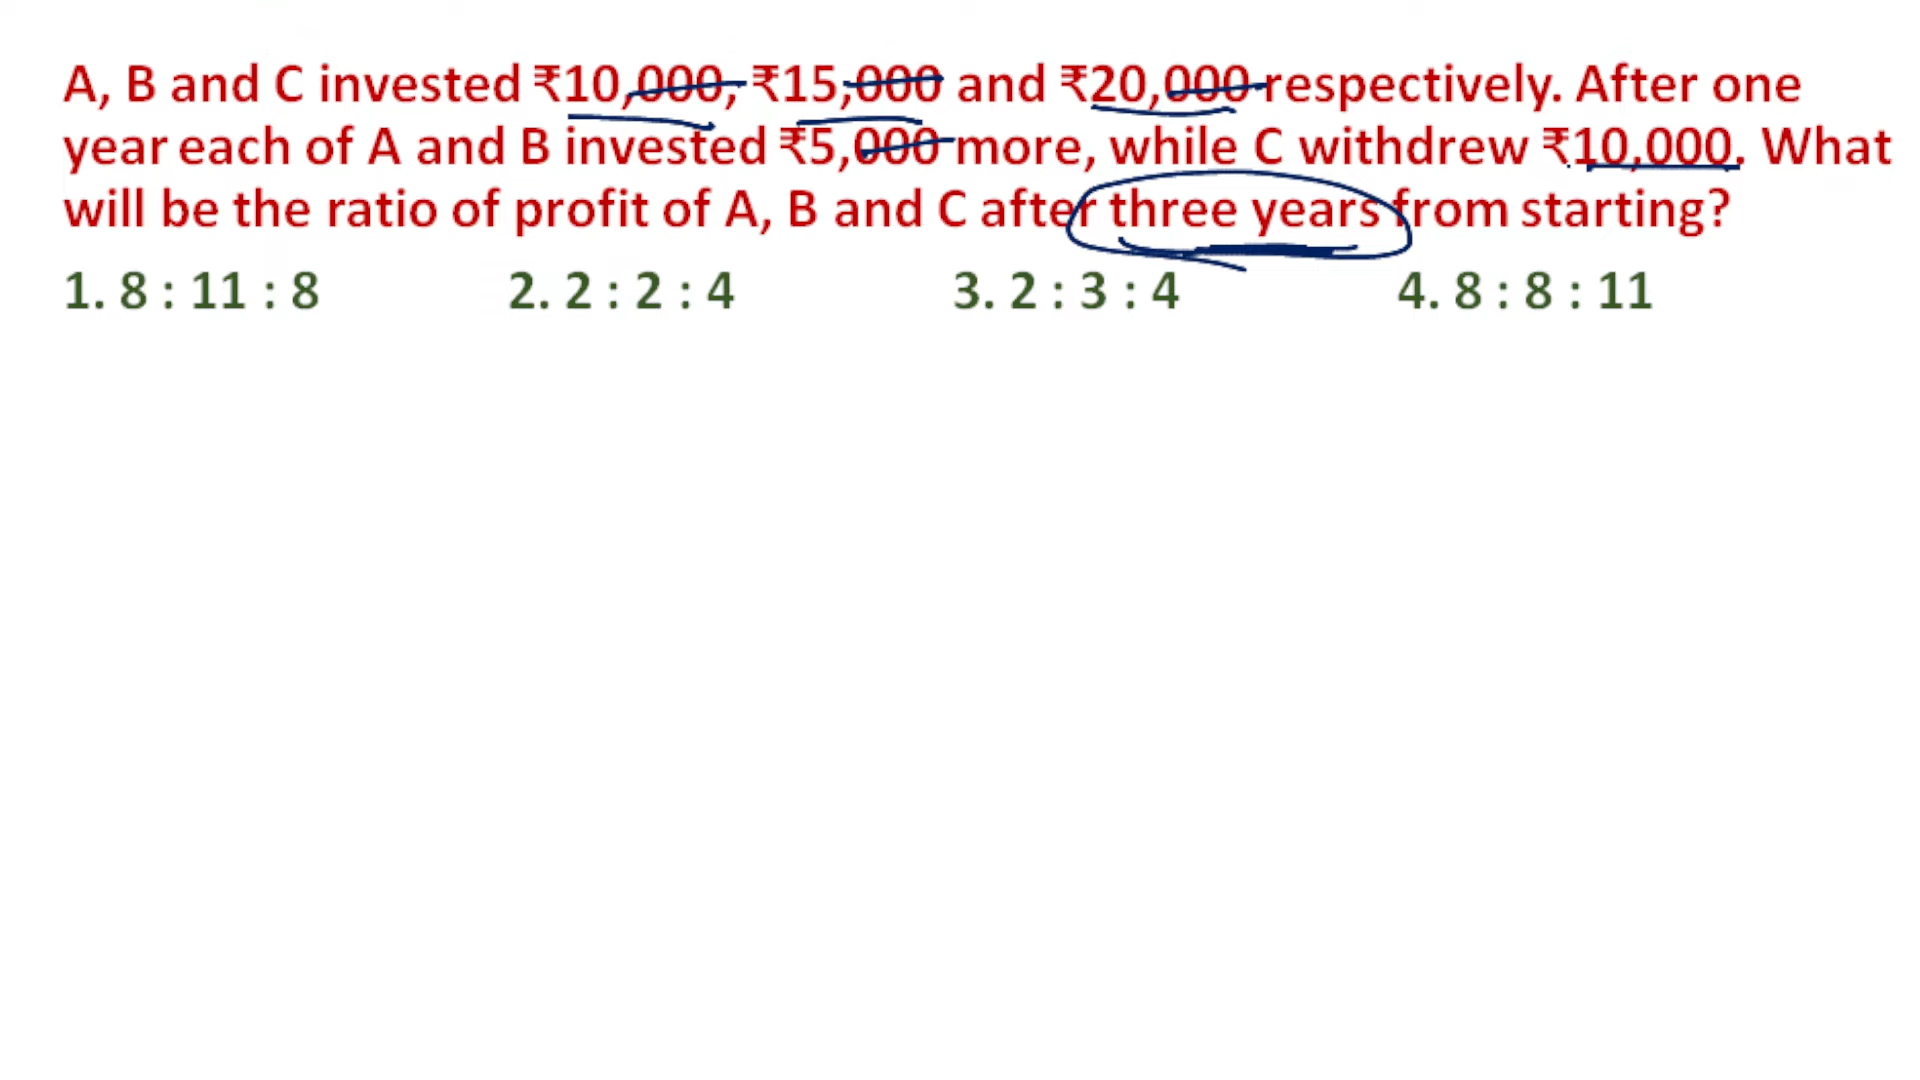 A, B and C invested ₹10,000, ₹15,000 and ₹20,000 respectively. After one
year each of A and B invested ₹5,000 more, while C withdrew ₹10,000. What
will be the ratio of profit of A, B and C after three years from starting?
1. 8 : 11 : 8 2. 2 : 2 : 4 3. 2 : 3 : 4 4. 8 : 8 : 11